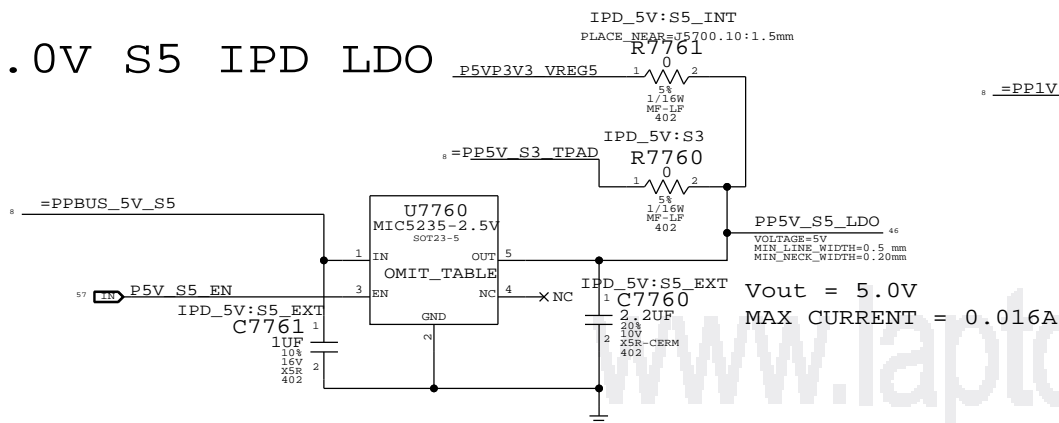 IPD_5V:S5_INT
PLACE_NEAR=J5700.10:1.5mm
.0V S5 IPD LDO
P5VP3V3_VREG5
R7761
1 0 2
5%
1/16W
MF-LF
402
8 =PP1V
IPD_5V:S3
8 =PP5V_S3_TPAD
R7760
1 0 2
5%
1/16W
MF-LF
402
8 =PPBUS_5V_S5
U7760
MIC5235-2.5V
SOT23-5
1 IN
OUT 5
OMIT_TABLE
3 EN
NC 4
NC
GND
2
PP5V_S5_LDO 46
VOLTAGE=5V
MIN_LINE_WIDTH=0.5 mm
MIN_NECK_WIDTH=0.20mm
57 IN P5V_S5_EN
IPD_5V:S5_EXT
C7761 1
1UF
10%
16V
X5R
402
2
IPD_5V:S5_EXT
1 C7760
2.2UF
20%
10V
X5R-CERM
402
2
Vout = 5.0V
MAX CURRENT = 0.016A
www.lapto